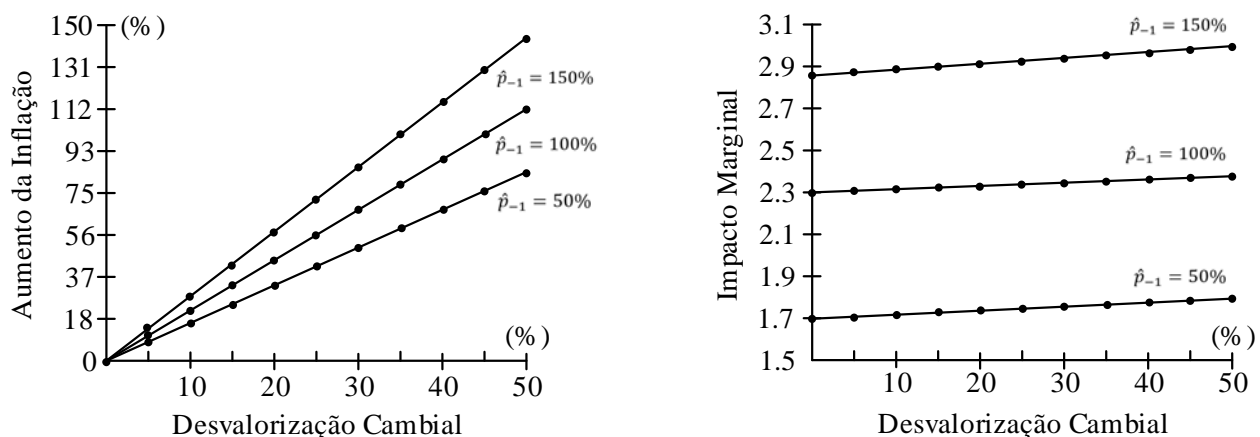 150 (%)
131
112
93
75
56
37
18
0
Aumento da Inflação
p̂₋₁ = 150%
p̂₋₁ = 100%
p̂₋₁ = 50%
(%)
10 20 30 40 50
Desvalorização Cambial
3.1
2.9
2.7
2.5
2.3
2.1
1.9
1.7
1.5
Impacto Marginal
p̂₋₁ = 150%
p̂₋₁ = 100%
p̂₋₁ = 50%
(%)
10 20 30 40 50
Desvalorização Cambial